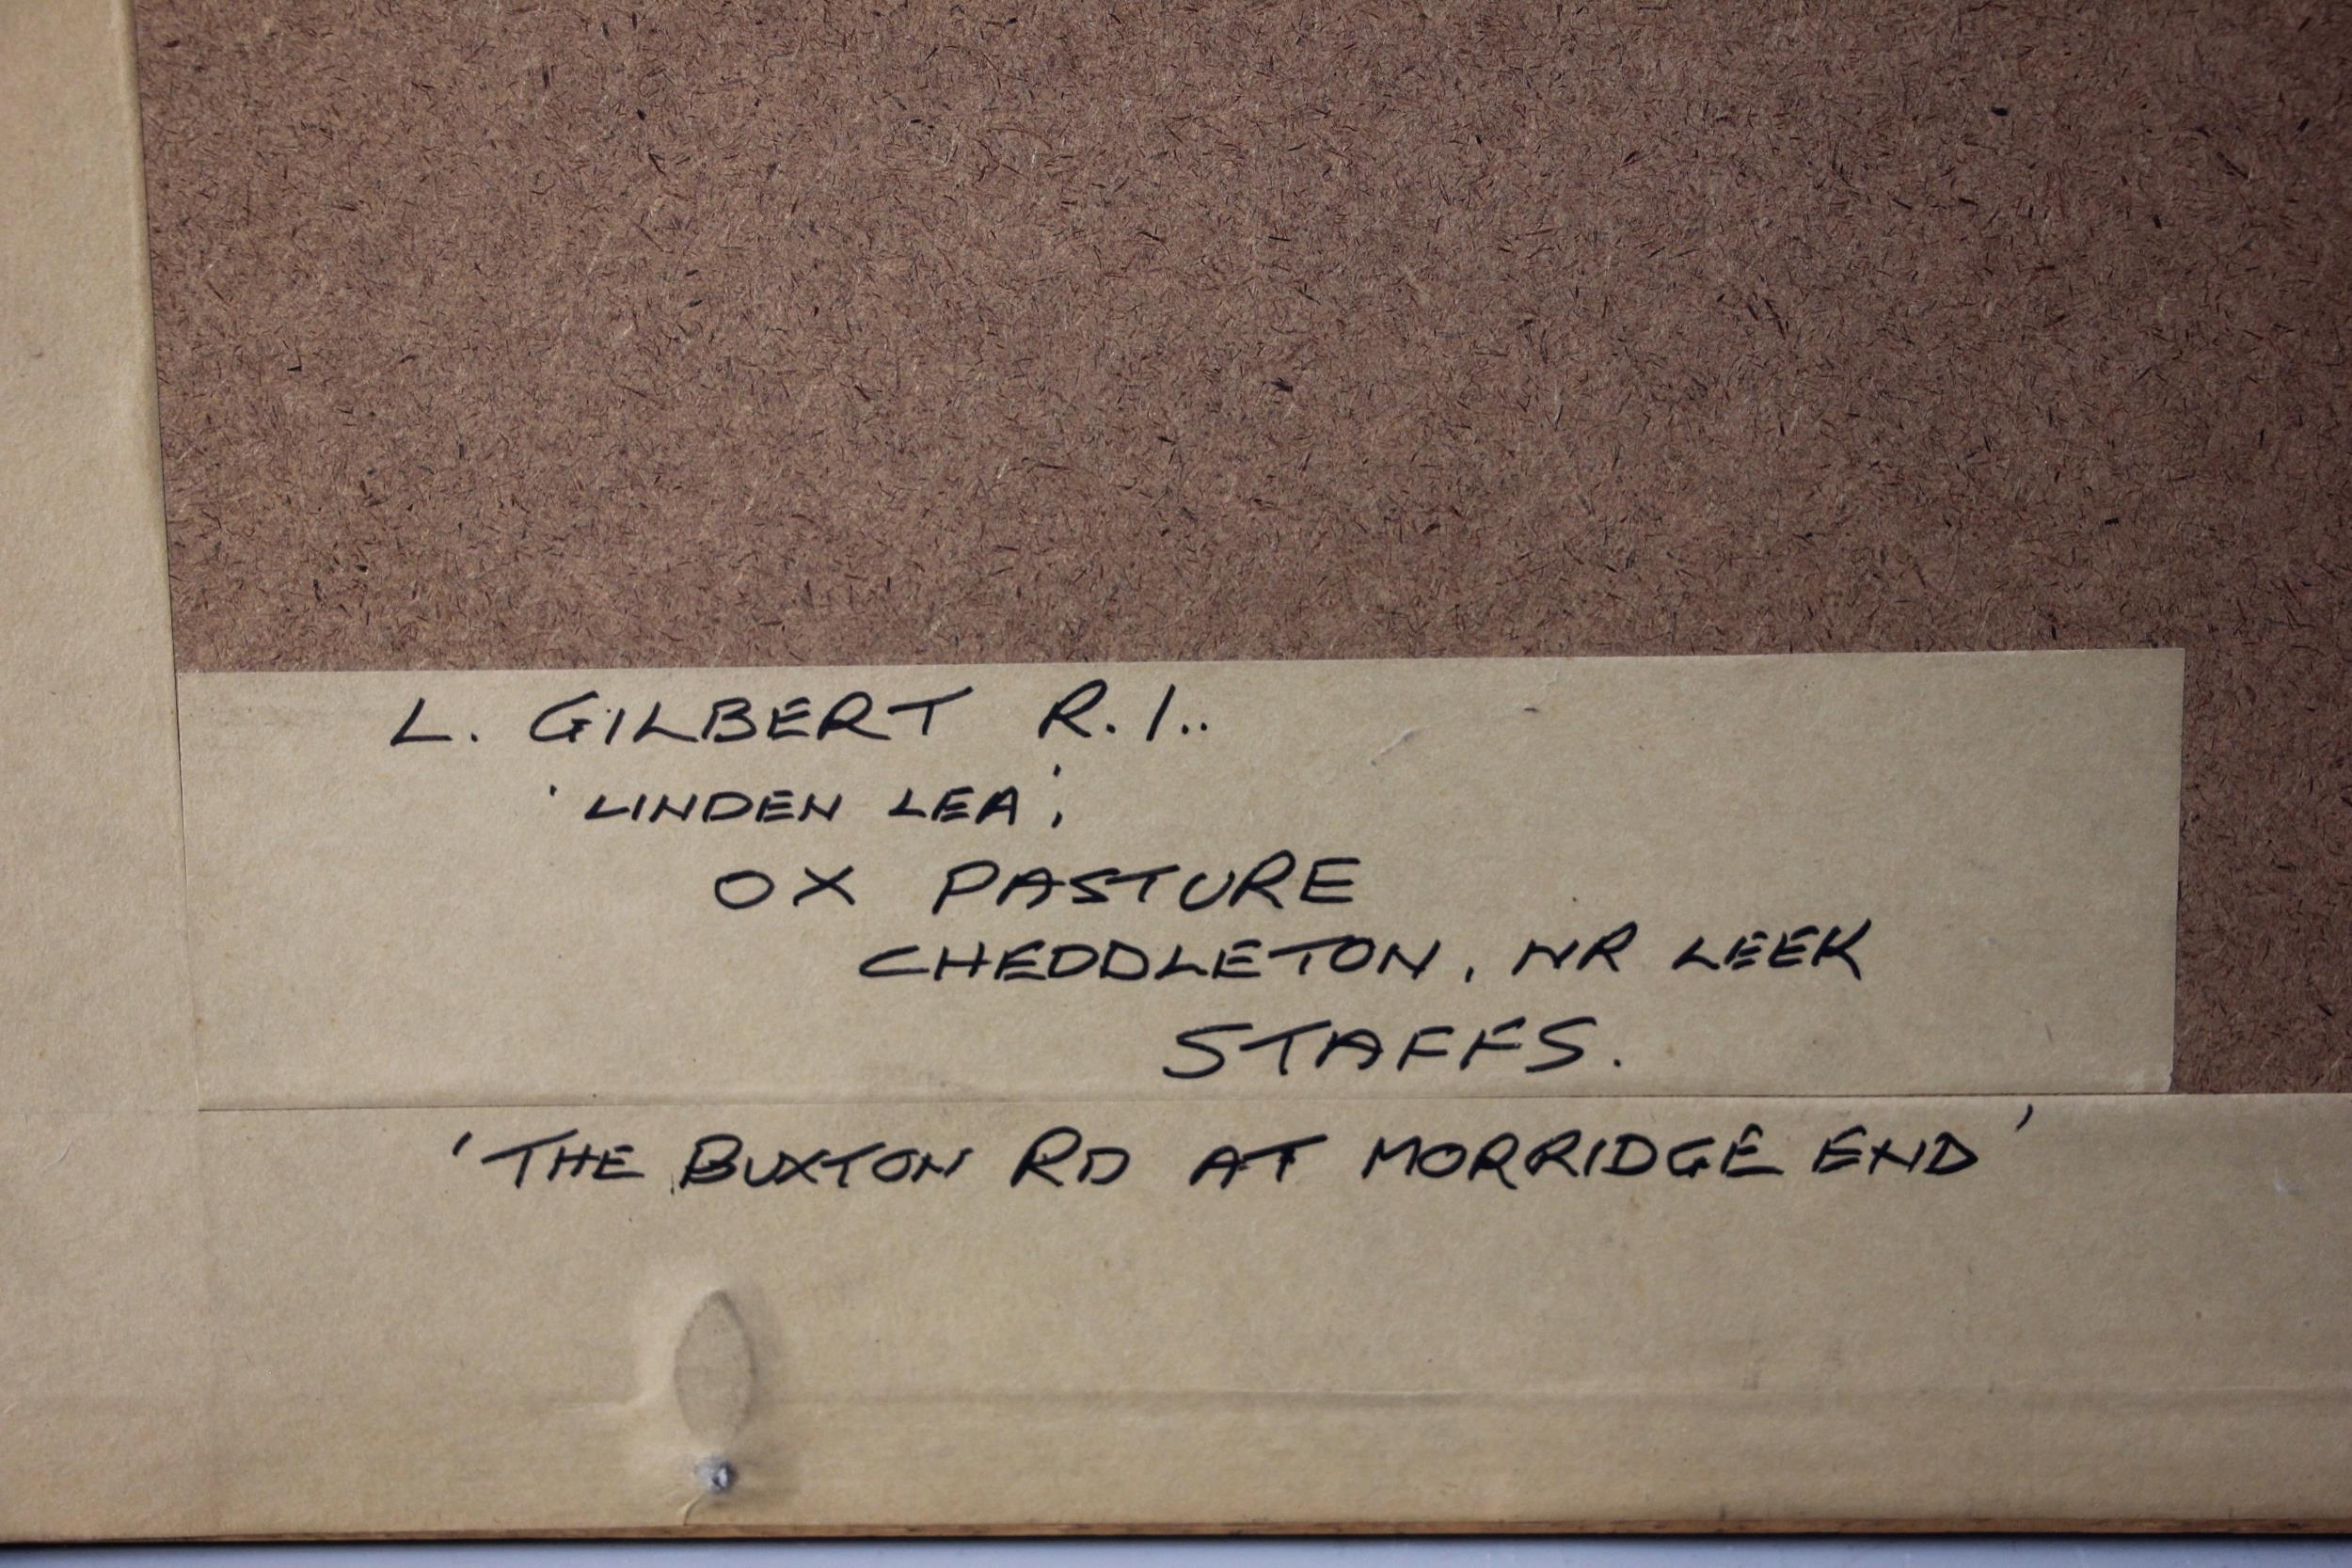 L. GILBERT R.I..
'LINDEN LEA',
OX PASTURE
CHEDDLETON, NR LEEK
STAFFS.
'THE BUXTON RD AT MORRIDGE END'